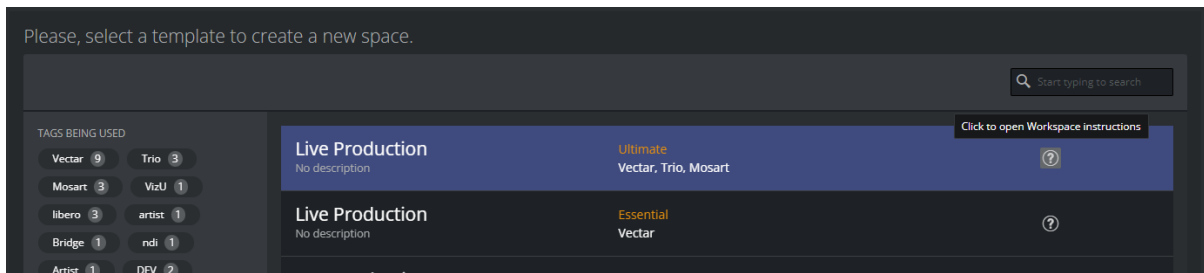 Please, select a template to create a new space.
Start typing to search
Click to open Workspace instructions
TAGS BEING USED
Vectar 9 Trio 3
Mosart 3 VizU 1
libero 3 artist 1
Bridge 1 ndi 1
Artist 1 DEV 2
Live Production Ultimate
No description Vectar, Trio, Mosart
Live Production Essential
No description Vectar